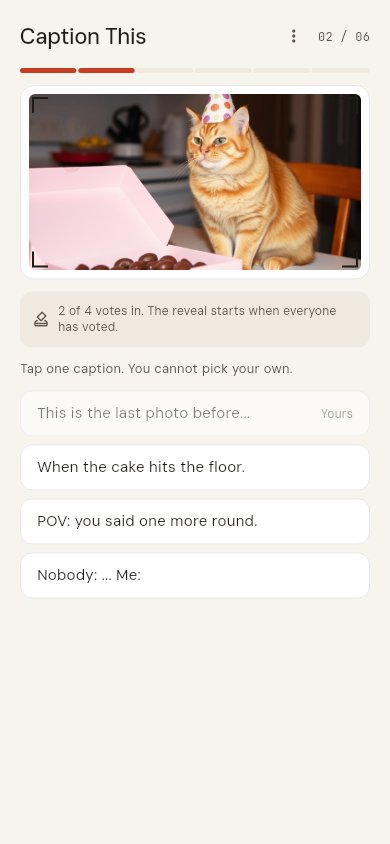 Caption This
02 / 06
2 of 4 votes in. The reveal starts when everyone
has voted.
Tap one caption. You cannot pick your own.
This is the last photo before...
Yours
When the cake hits the floor.
POV: you said one more round.
Nobody: ... Me: